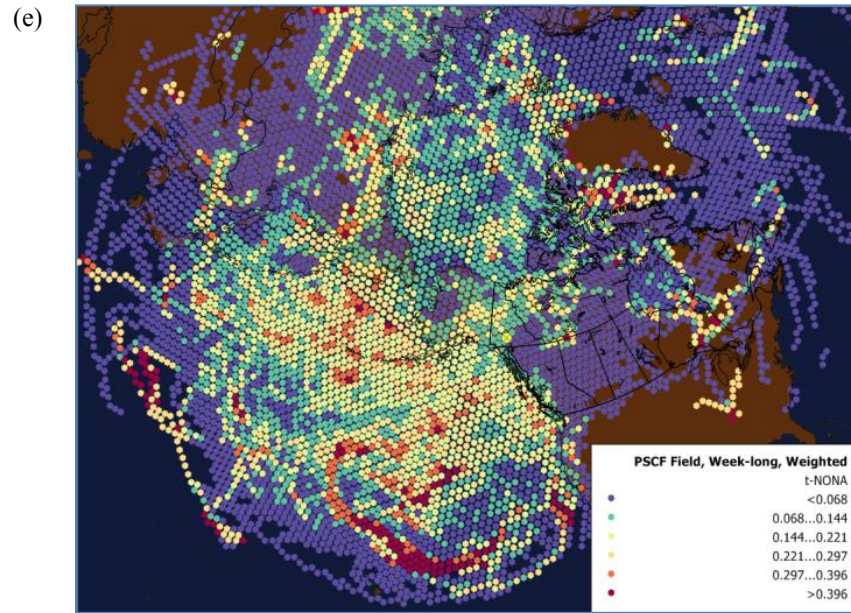 (e)
PSCF Field, Week-long, Weighted
t-NONA
<0.068
0.068...0.144
0.144...0.221
0.221...0.297
0.297...0.396
>0.396